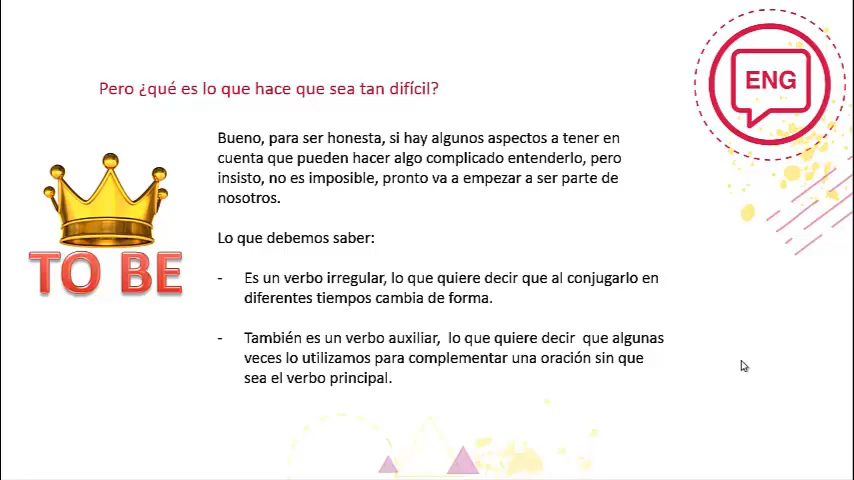 ENG
Pero ¿qué es lo que hace que sea tan difícil?
Bueno, para ser honesta, si hay algunos aspectos a tener en
cuenta que pueden hacer algo complicado entenderlo, pero
insisto, no es imposible, pronto va a empezar a ser parte de
nosotros.
TO BE
Lo que debemos saber:
- Es un verbo irregular, lo que quiere decir que al conjugarlo en
diferentes tiempos cambia de forma.
- También es un verbo auxiliar, lo que quiere decir que algunas
veces lo utilizamos para complementar una oración sin que
sea el verbo principal.